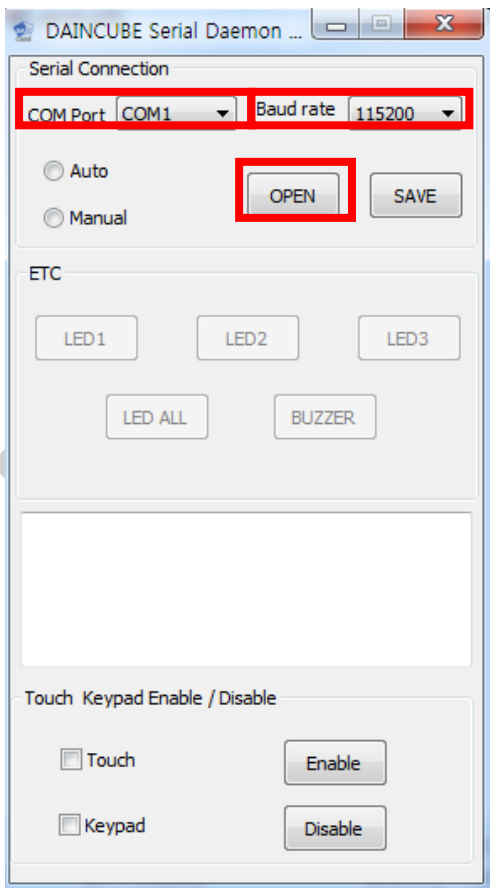 DAINCUBE Serial Daemon ...
Serial Connection
COM Port COM1 Baud rate 115200
Auto
OPEN SAVE
Manual
ETC
LED1 LED2 LED3
LED ALL BUZZER
Touch Keypad Enable / Disable
Touch Enable
Keypad Disable